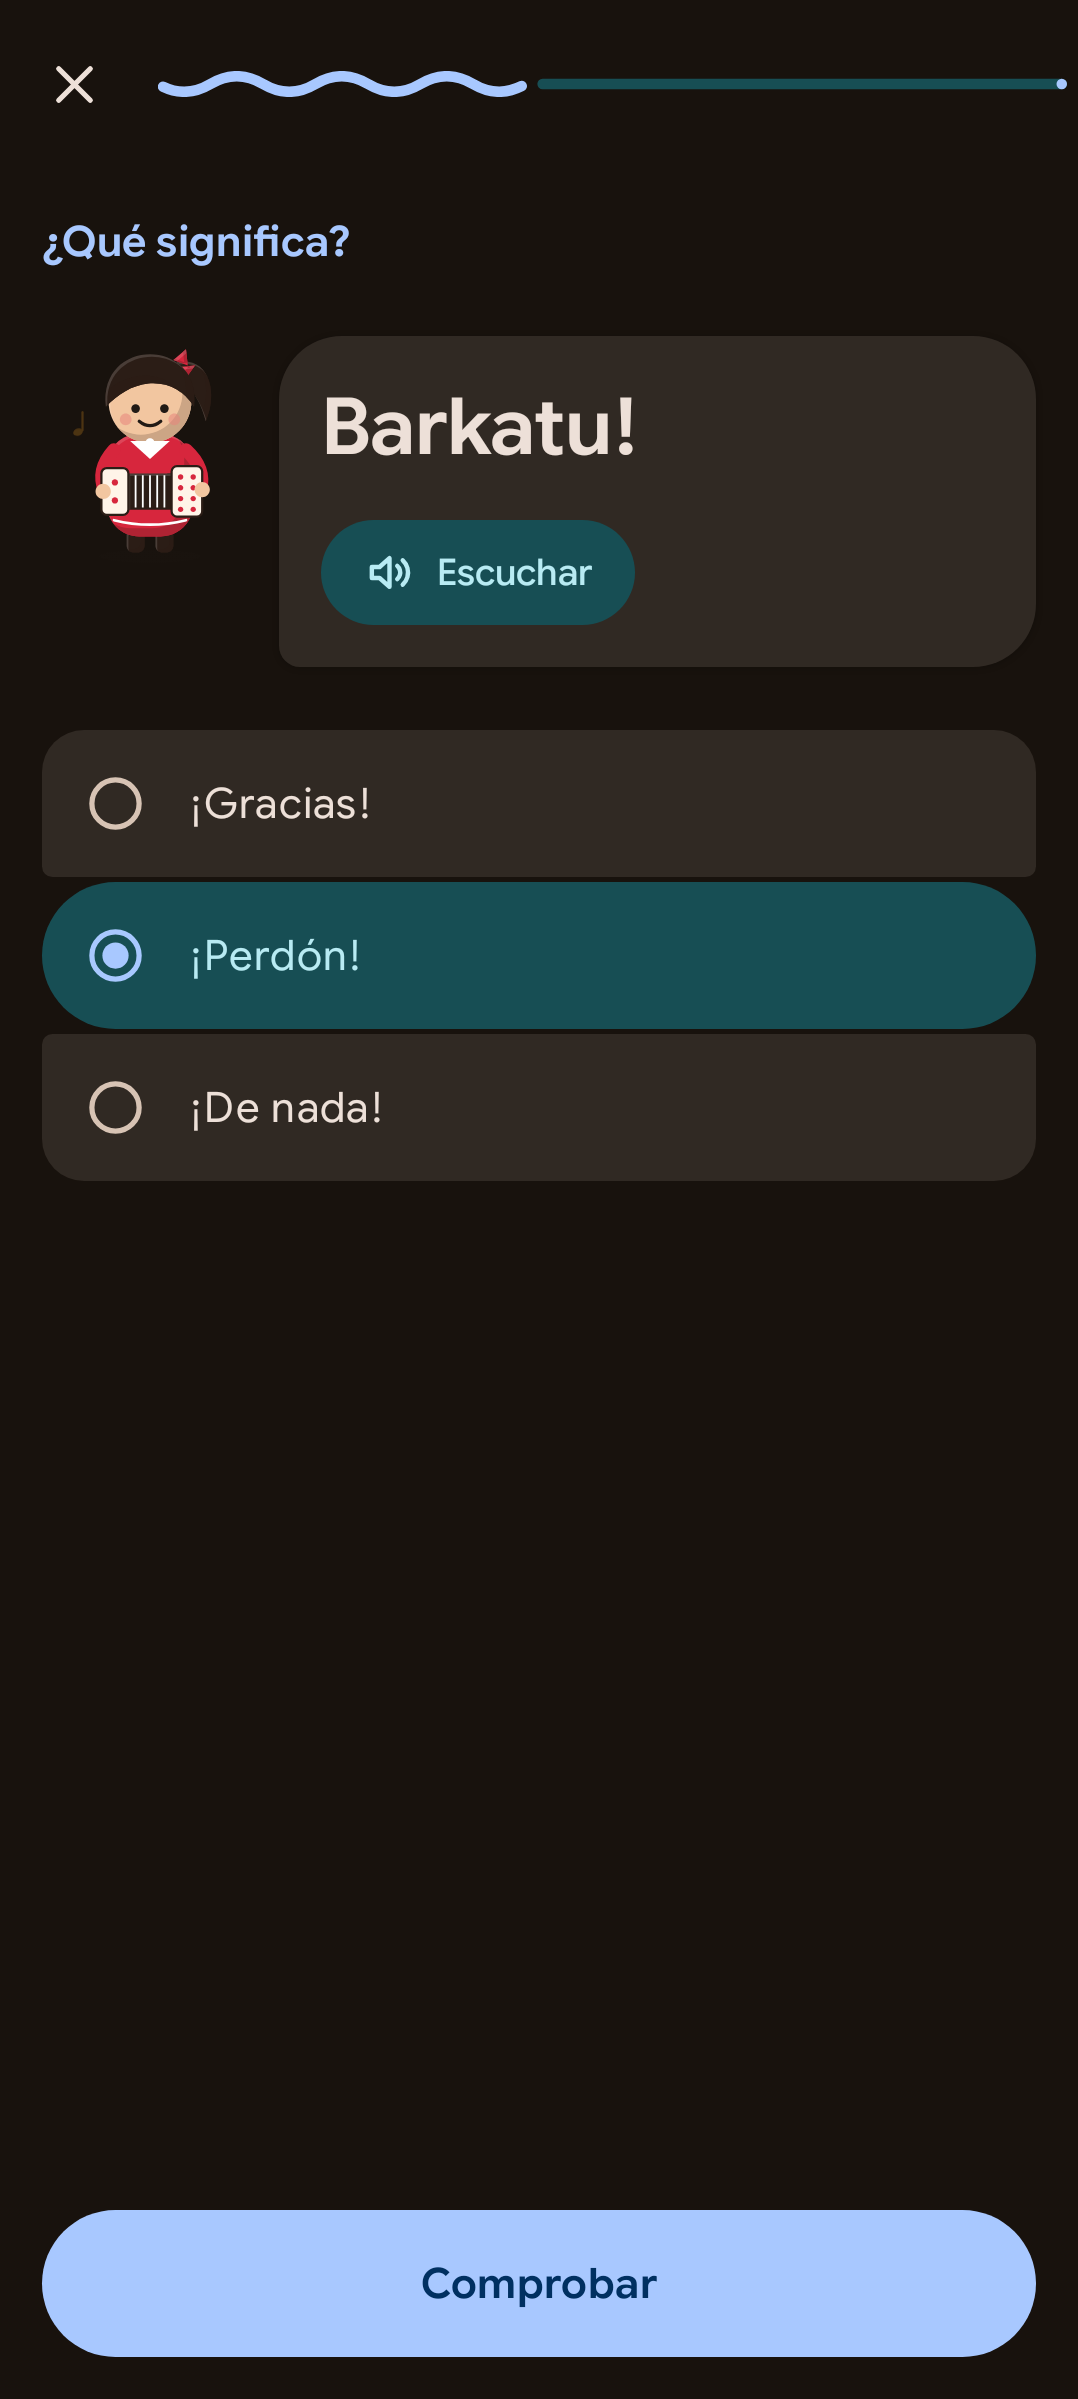 ¿Qué significa?
Barkatu!
Escuchar
¡Gracias!
¡Perdón!
¡De nada!
Comprobar